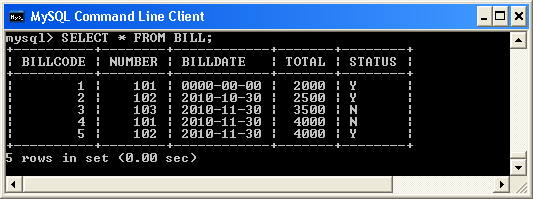 MySQL Command Line Client
mysql> SELECT * FROM BILL;
+----------+--------+------------+-------+--------+
| BILLCODE | NUMBER | BILLDATE | TOTAL | STATUS |
+----------+--------+------------+-------+--------+
| 1 | 101 | 0000-00-00 | 2000 | Y |
| 2 | 102 | 2010-10-30 | 2500 | Y |
| 3 | 103 | 2010-11-30 | 3500 | N |
| 4 | 101 | 2010-11-30 | 4000 | N |
| 5 | 102 | 2010-11-30 | 4000 | Y |
+----------+--------+------------+-------+--------+
5 rows in set (0.00 sec)